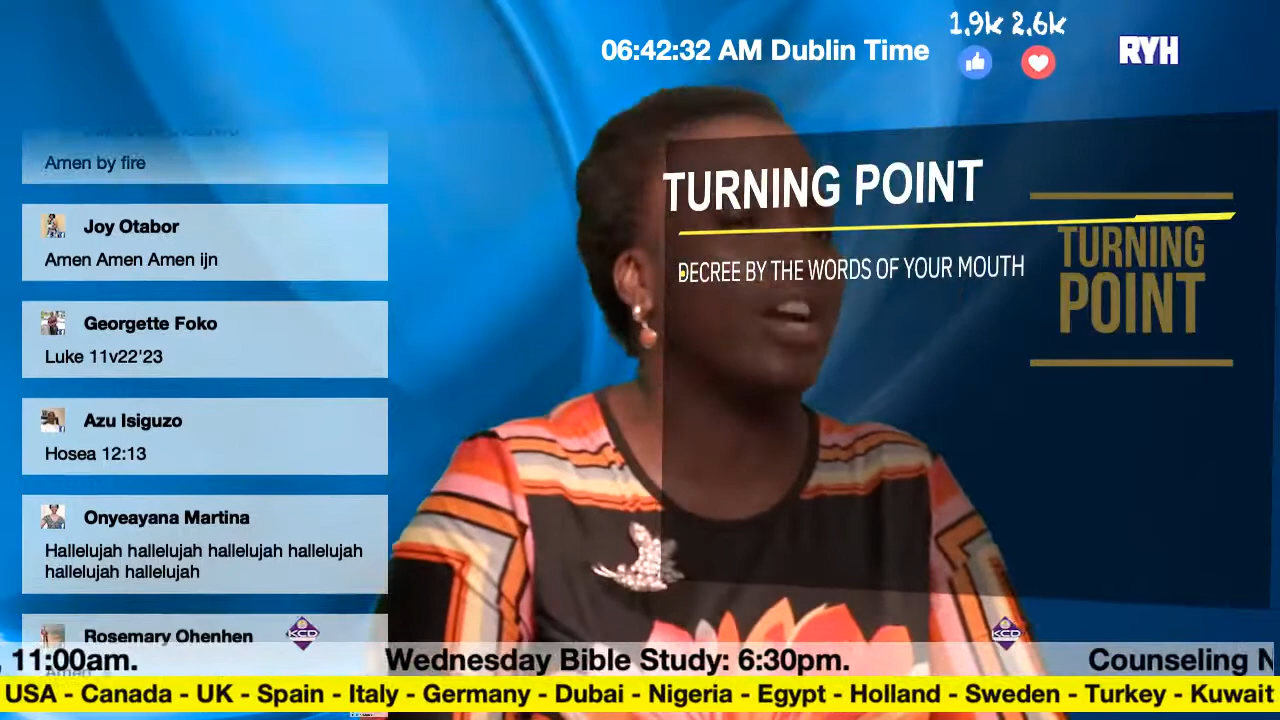 1.9k 2.6k
06:42:32 AM Dublin Time
RYH
Amen by fire
Joy Otabor
Amen Amen Amen ijn
Georgette Foko
Luke 11v22'23
Azu Isiguzo
Hosea 12:13
Onyeayana Martina
Hallelujah hallelujah hallelujah hallelujah
hallelujah hallelujah
Rosemary Ohenhen
Amen
TURNING POINT
DECREE BY THE WORDS OF YOUR MOUTH
TURNING
POINT
KCD
KCD
, 11:00am. Wednesday Bible Study: 6:30pm. Counseling N
USA - Canada - UK - Spain - Italy - Germany - Dubai - Nigeria - Egypt - Holland - Sweden - Turkey - Kuwait